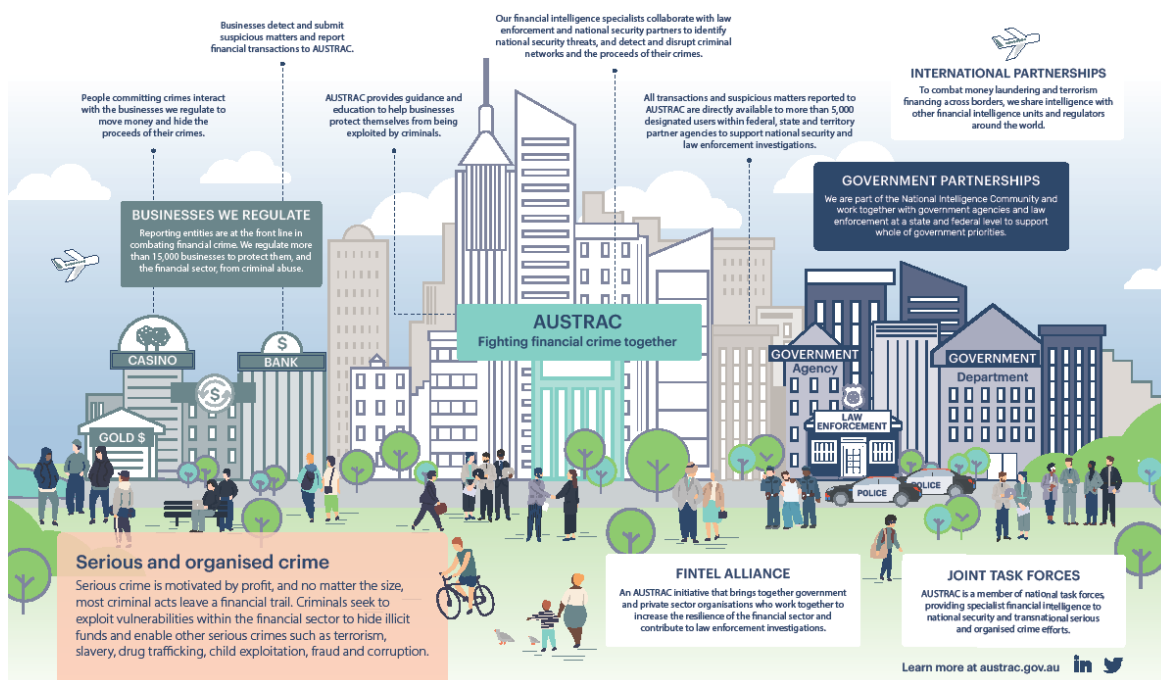 Businesses detect and submit
suspicious matters and report
financial transactions to AUSTRAC.
Our financial intelligence specialists collaborate with law
enforcement and national security partners to identify
national security threats, and detect and disrupt criminal
networks and the proceeds of their crimes.
People committing crimes interact
with the businesses we regulate to
move money and hide the
proceeds of their crimes.
AUSTRAC provides guidance and
education to help businesses
protect themselves from being
exploited by criminals.
All transactions and suspicious matters reported to
AUSTRAC are directly available to more than 5,000
designated users within federal, state and territory
partner agencies to support national security and
law enforcement investigations.
INTERNATIONAL PARTNERSHIPS
To combat money laundering and terrorism
financing across borders, we share intelligence with
other financial intelligence units and regulators
around the world.
GOVERNMENT PARTNERSHIPS
We are part of the National Intelligence Community and
work together with government agencies and law
enforcement at a state and federal level to support
whole of government priorities.
BUSINESSES WE REGULATE
Reporting entities are at the front line in
combating financial crime. We regulate more
than 15,000 businesses to protect them, and
the financial sector, from criminal abuse.
AUSTRAC
Fighting financial crime together
CASINO
$
BANK
$
GOLD $
GOVERNMENT
Agency
LAW
ENFORCEMENT
GOVERNMENT
Department
POLICE
POLICE
Serious and organised crime
Serious crime is motivated by profit, and no matter the size,
most criminal acts leave a financial trail. Criminals seek to
exploit vulnerabilities within the financial sector to hide illicit
funds and enable other serious crimes such as terrorism,
slavery, drug trafficking, child exploitation, fraud and corruption.
FINTEL ALLIANCE
An AUSTRAC initiative that brings together government
and private sector organisations who work together to
increase the resilience of the financial sector and
contribute to law enforcement investigations.
JOINT TASK FORCES
AUSTRAC is a member of national task forces,
providing specialist financial intelligence to
national security and transnational serious
and organised crime efforts.
Learn more at austrac.gov.au
in